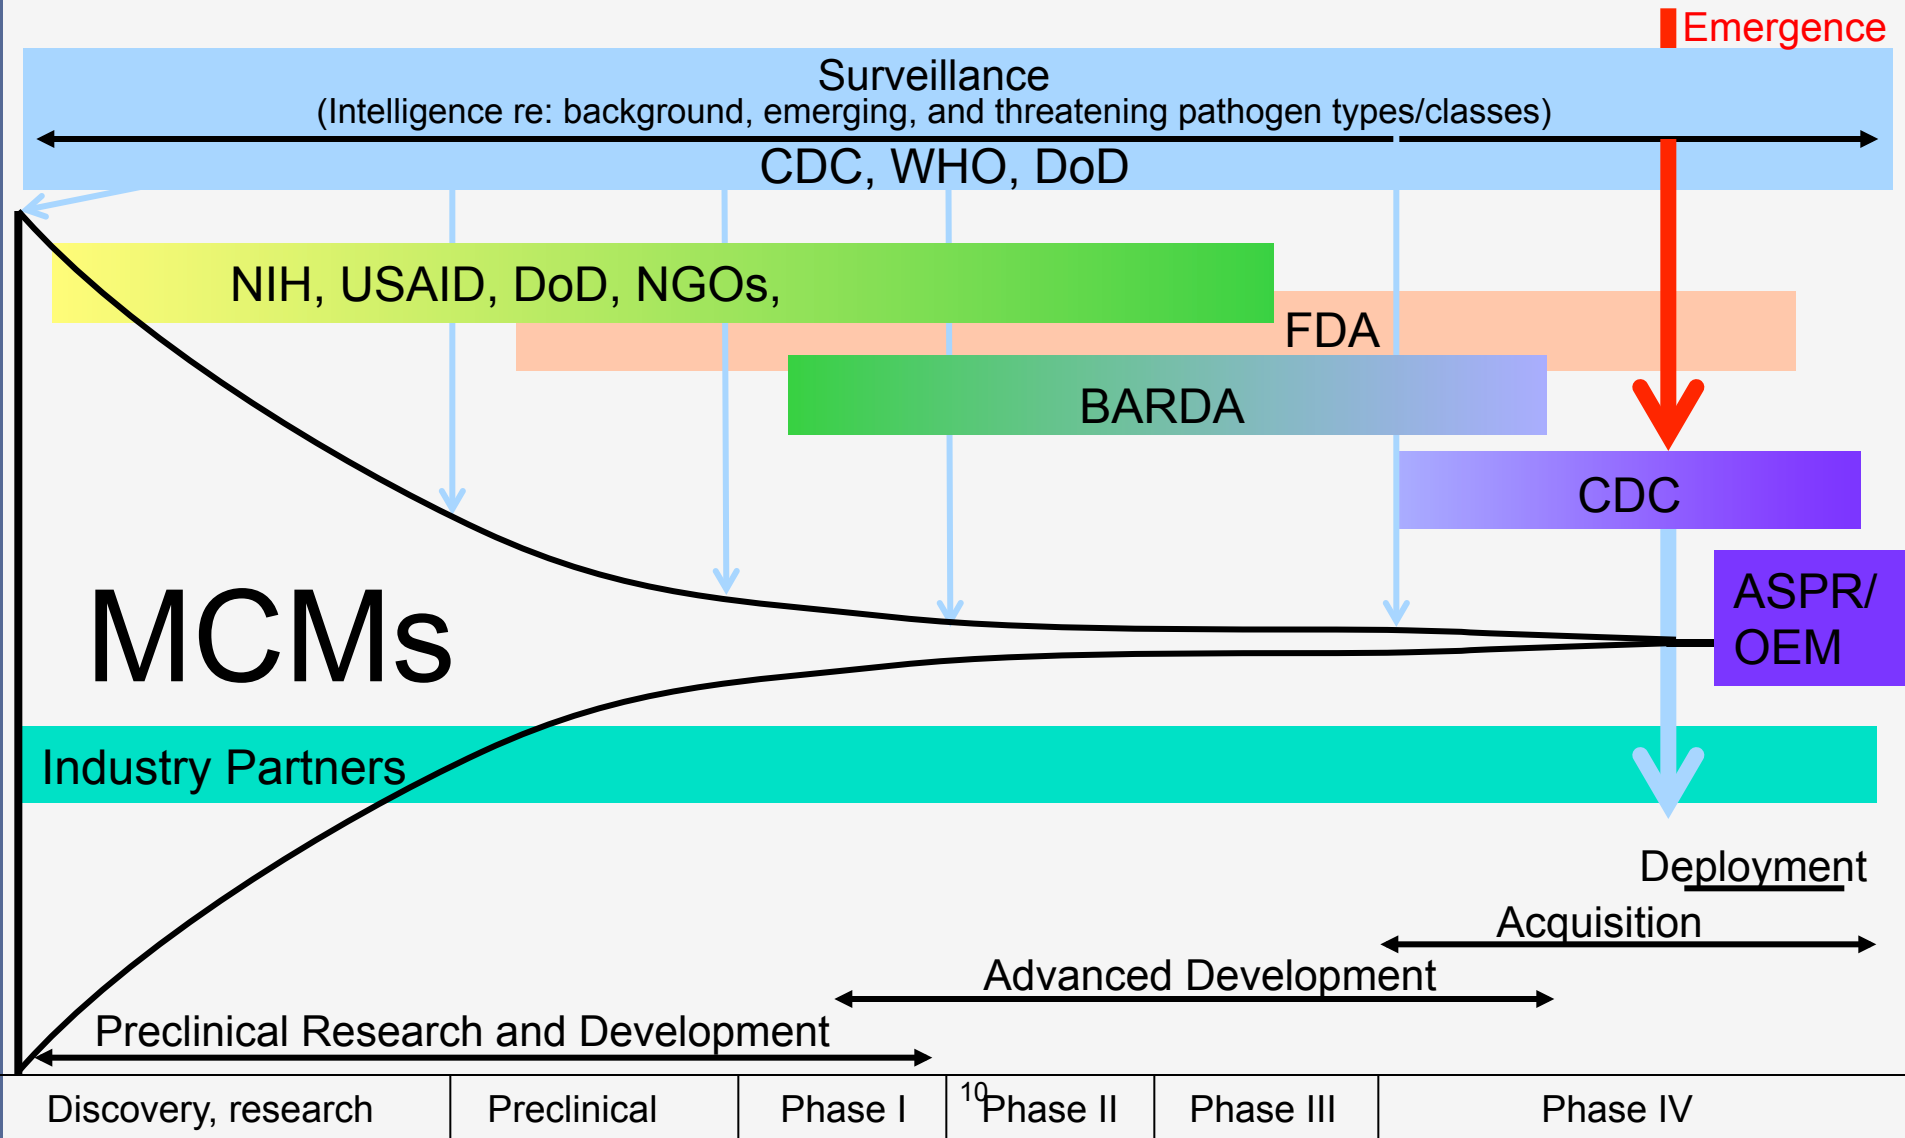 Emergence
Surveillance
(Intelligence re: background, emerging, and threatening pathogen types/classes)
CDC, WHO, DoD
NIH, USAID, DoD, NGOs,
FDA
BARDA
CDC
ASPR/
OEM
MCMs
Industry Partners
Deployment
Acquisition
Advanced Development
Preclinical Research and Development
10
Discovery, research
Preclinical
Phase I
Phase II
Phase III
Phase IV